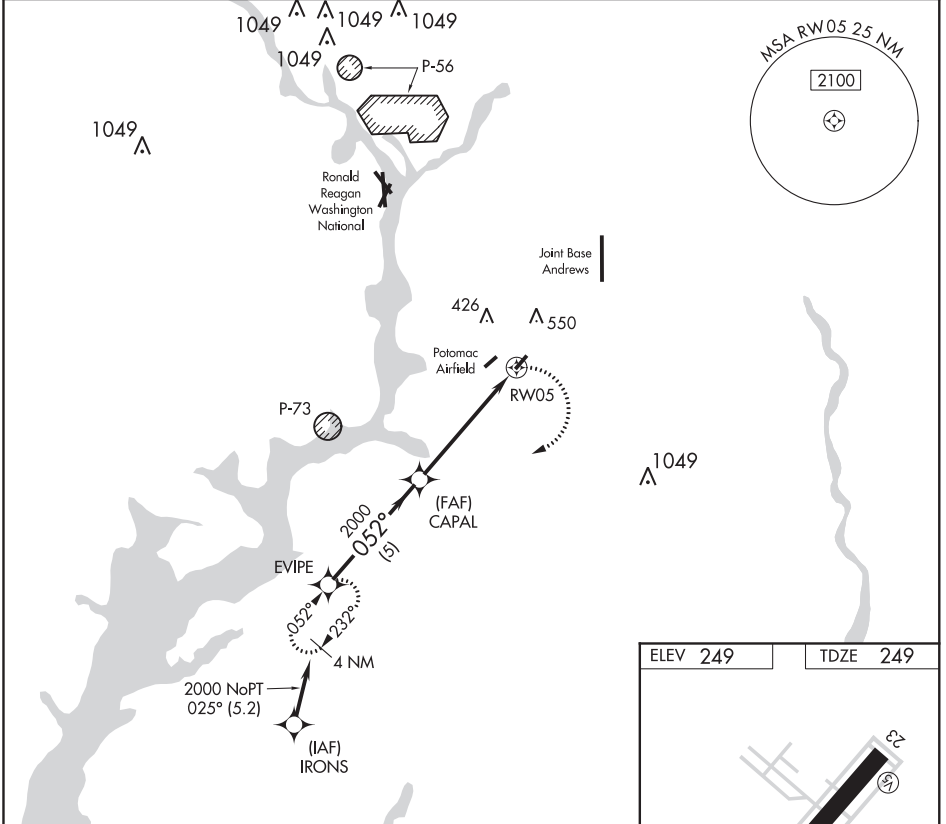 1049
1049
1049
1049
P-56
MSA RW05 25 NM
2100
1049
Ronald
Reagan
Washington
National
Joint Base
Andrews
426
550
Potomac
Airfield
RW05
P-73
1049
(FAF)
CAPAL
2000
052°
(5)
EVIPE
052°
232°
4 NM
2000 NoPT
025° (5.2)
(IAF)
IRONS
ELEV 249
TDZE 249
23
V5